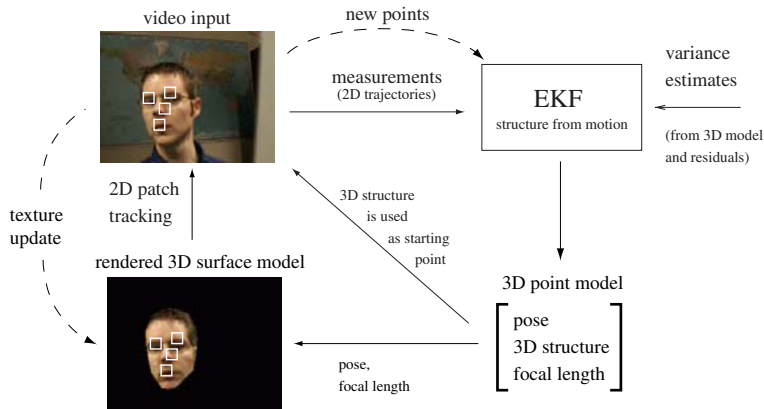 video input
new points
measurements
(2D trajectories)
EKF
structure from motion
variance
estimates
(from 3D model
and residuals)
2D patch
tracking
texture
update
3D structure
is used
as starting
point
rendered 3D surface model
3D point model
pose
3D structure
focal length
pose,
focal length